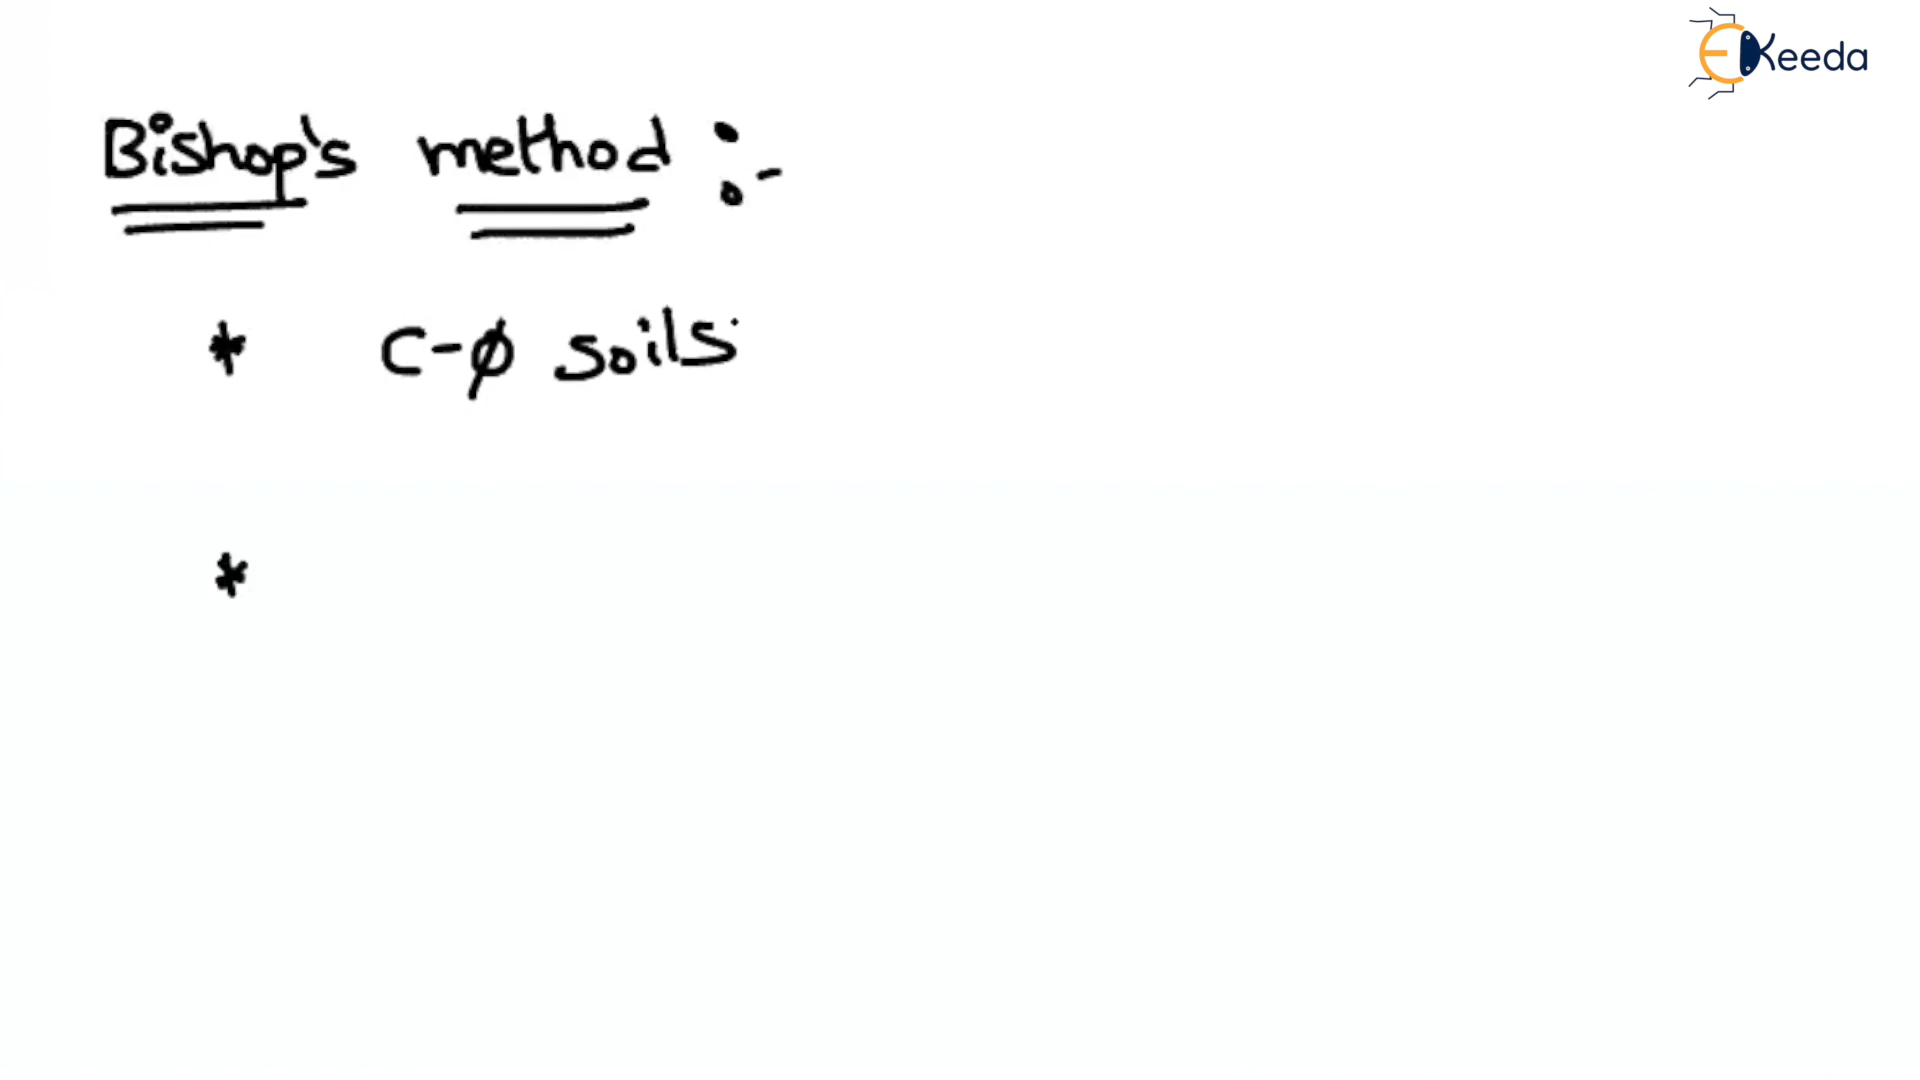 EKeeda
Bishop's method :-
* C-ø soils
*